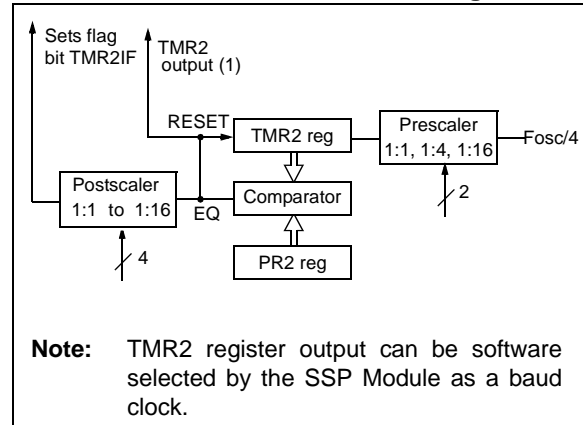 Sets flag
bit TMR2IF
TMR2
output (1)
RESET
TMR2 reg
Prescaler
1:1, 1:4, 1:16
Fosc/4
2
Postscaler
1:1 to 1:16
EQ
Comparator
4
PR2 reg
Note: TMR2 register output can be software
selected by the SSP Module as a baud
clock.